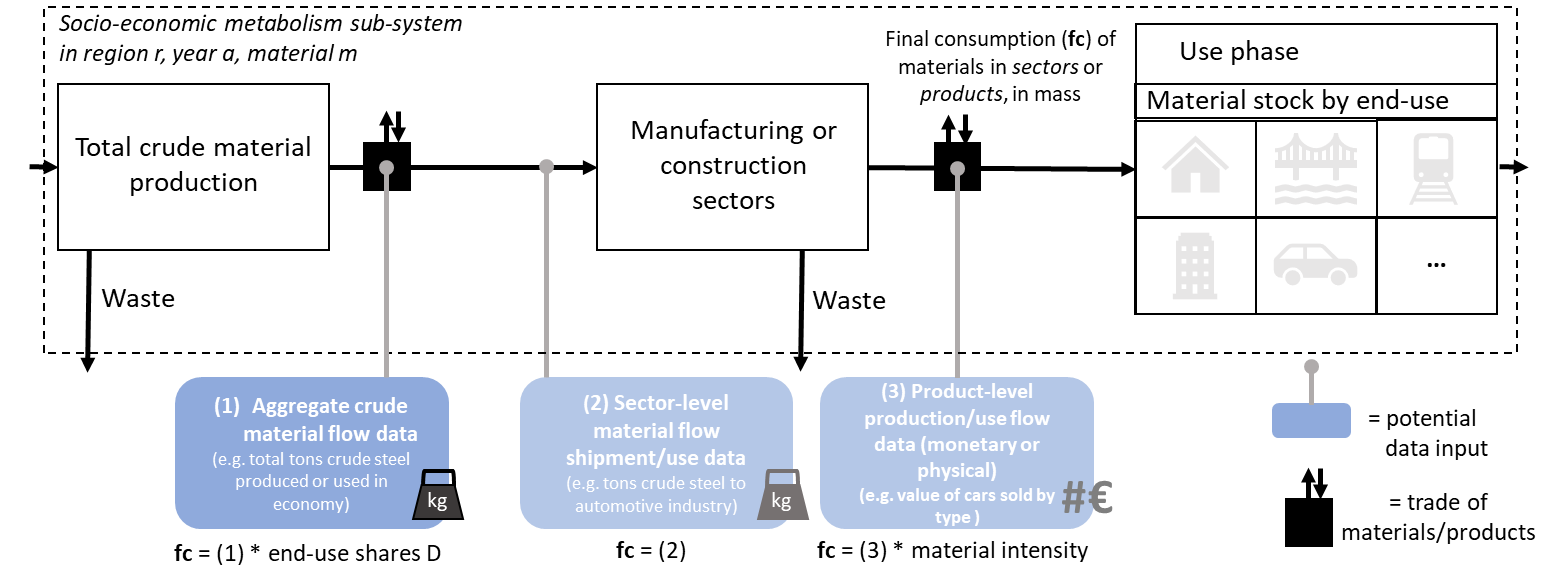 Socio-economic metabolism sub-system
in region r, year a, material m
Total crude material
production
Waste
Manufacturing or
construction
sectors
Waste
Final consumption (fc) of
materials in sectors or
products, in mass
Use phase
Material stock by end-use
...
(1) Aggregate crude
material flow data
(e.g. total tons crude steel
produced or used in
economy)
kg
fc = (1) * end-use shares D
(2) Sector-level
material flow
shipment/use data
(e.g. tons crude steel to
automotive industry)
kg
fc = (2)
(3) Product-level
production/use flow
data (monetary or
physical)
(e.g. value of cars sold by
type )
#€
fc = (3) * material intensity
= potential
data input
= trade of
materials/products